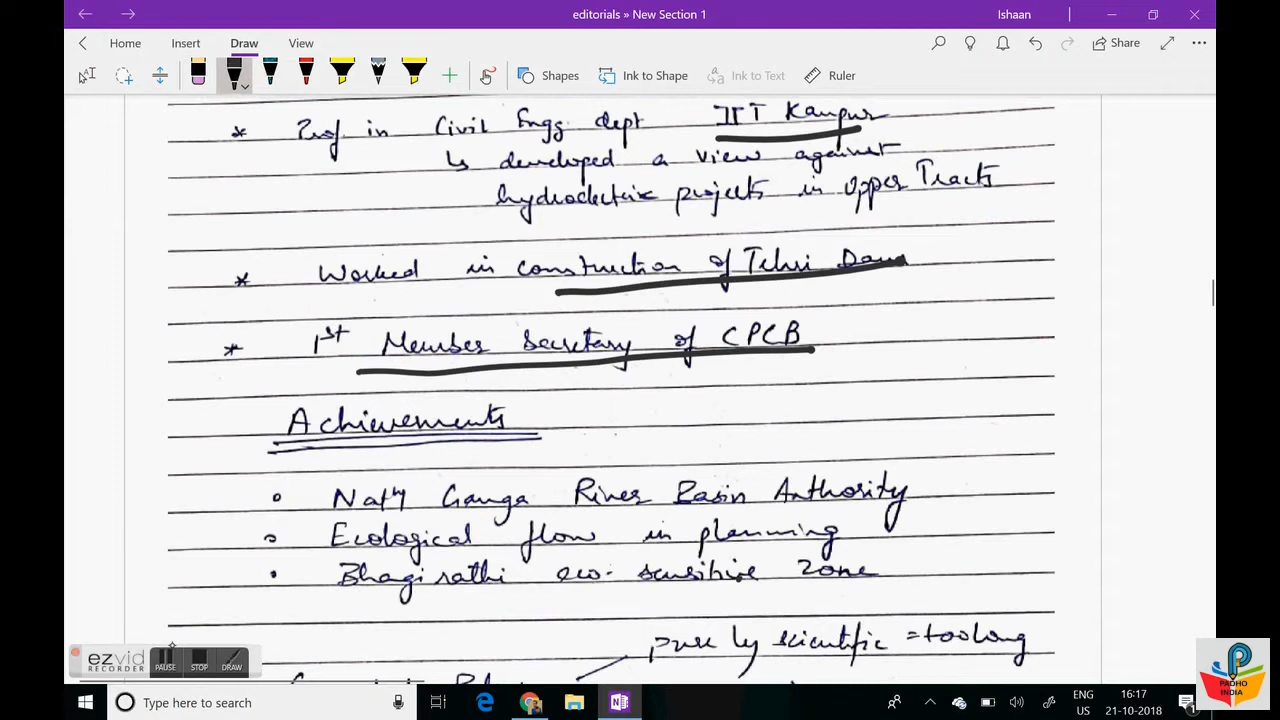 editorials » New Section 1
Ishaan
Home Insert Draw View
Share
Shapes Ink to Shape Ink to Text Ruler
* Prof in Civil Engg dept IIT Kanpur
↳ developed a view against
hydroelectric projects in Upper Tracts
* Worked in construction of Tehri Dam
* 1st Member Secretary of CPCB
Achievements
Nat'l Ganga River Basin Authority
Ecological flow in planning
Bhagirathi eco-sensitive zone
purely scientific = too long
ezvid
RECORDER
PAUSE STOP DRAW
Type here to search
ENG
US
16:17
21-10-2018
PADHO
INDIA